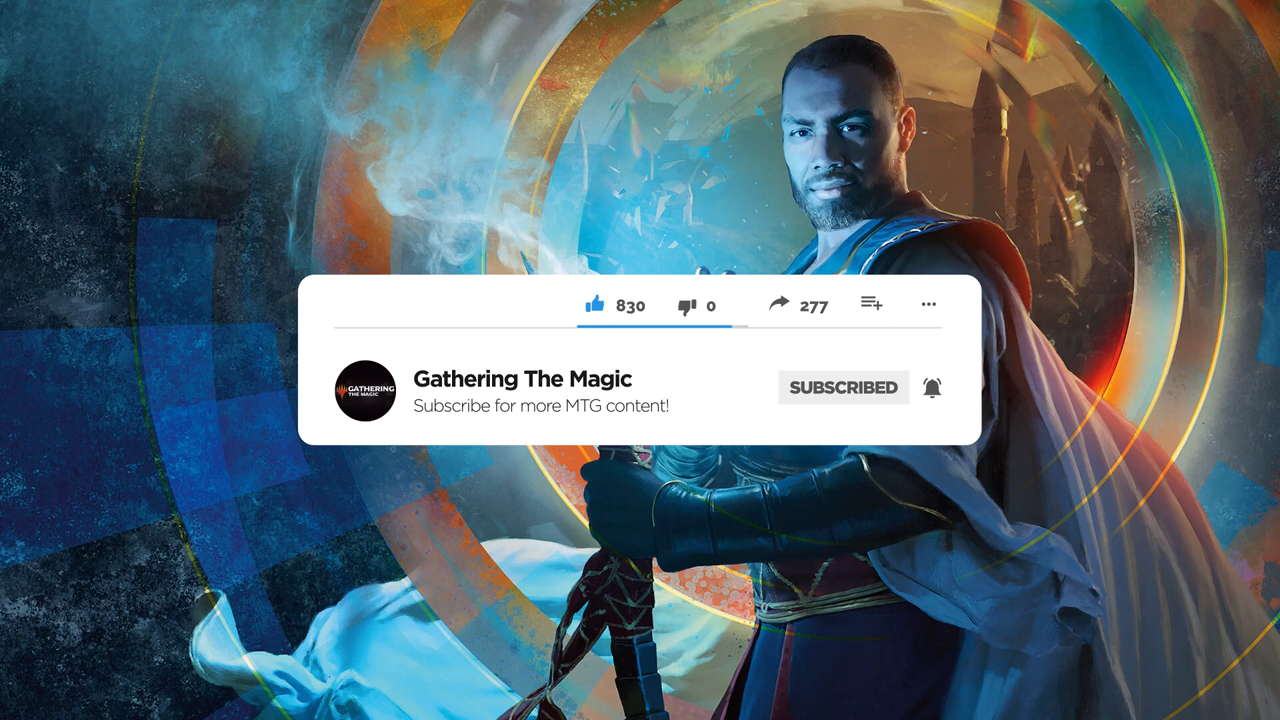 830 0 277
GATHERING
THE MAGIC
Gathering The Magic
Subscribe for more MTG content!
SUBSCRIBED